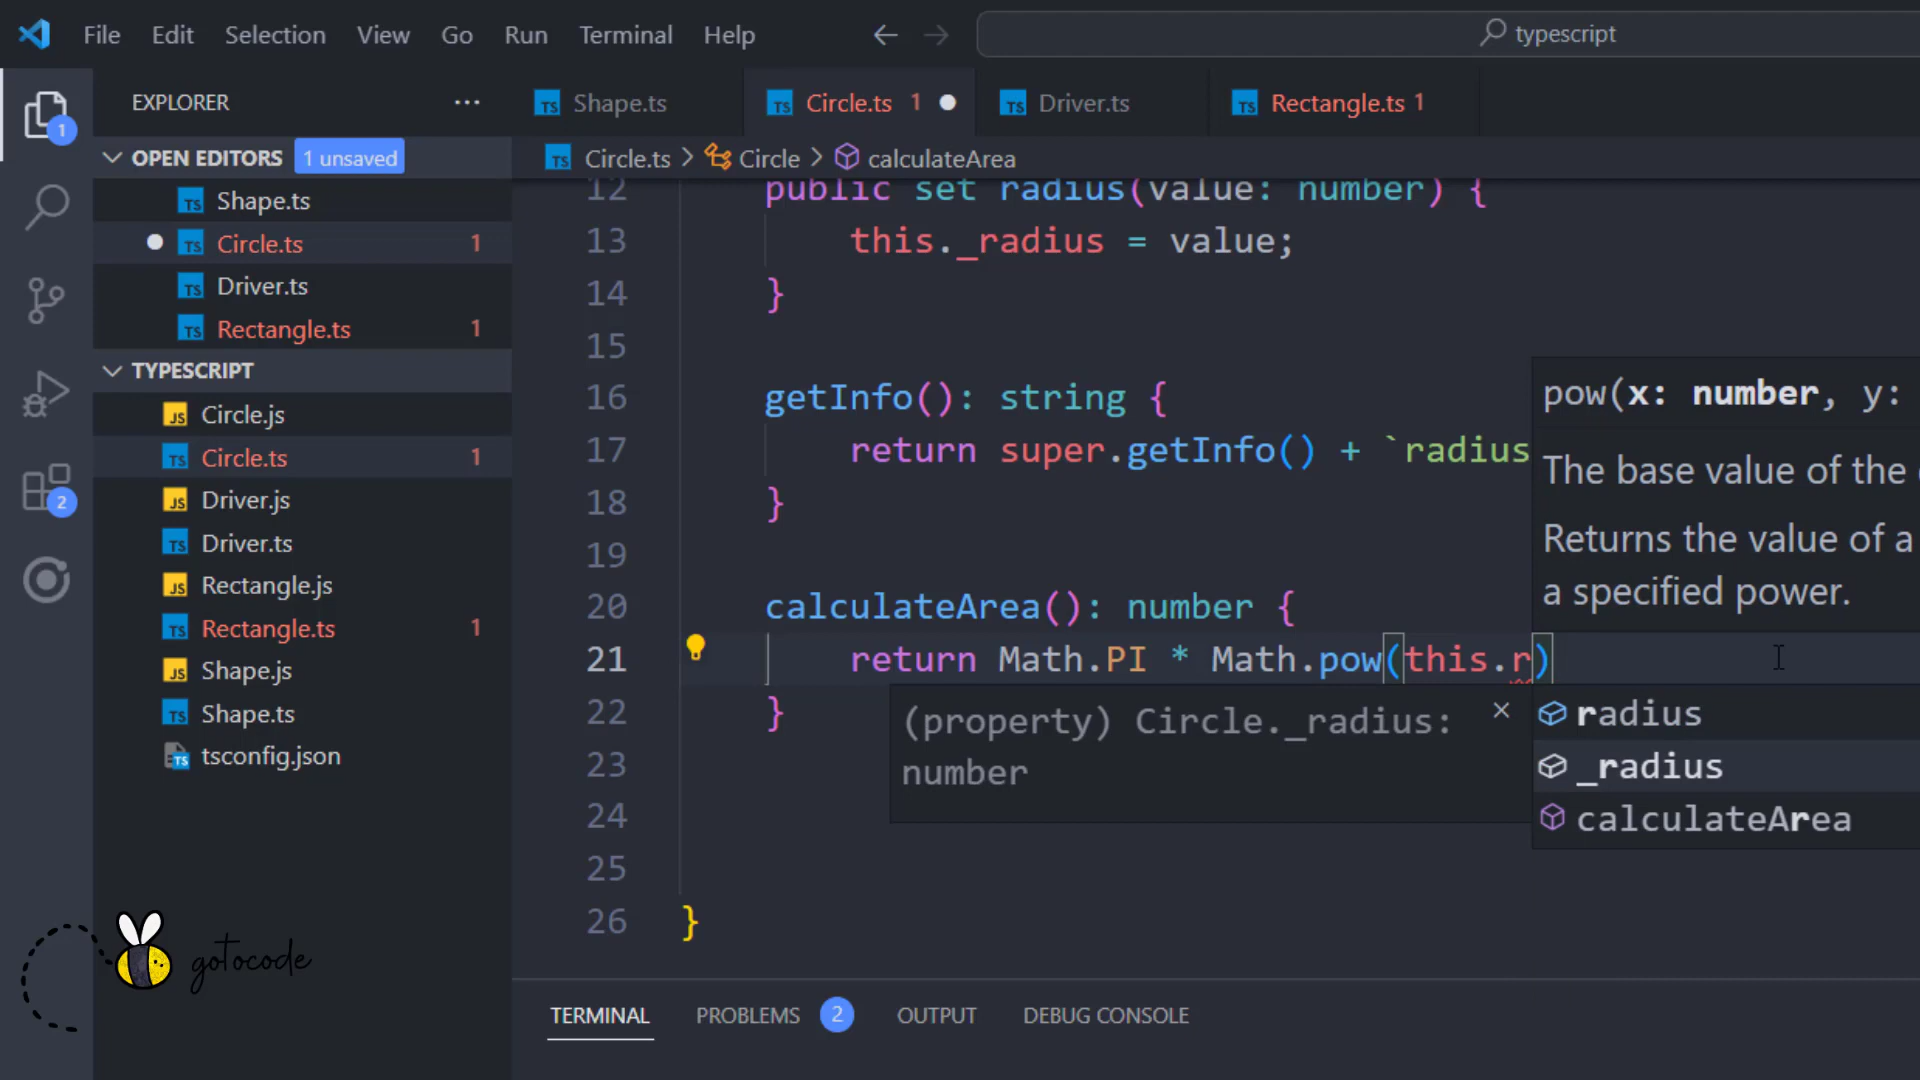 File Edit Selection View Go Run Terminal Help
typescript
EXPLORER
OPEN EDITORS 1 unsaved
Shape.ts
Circle.ts 1
Driver.ts
Rectangle.ts 1
TYPESCRIPT
Circle.js
Circle.ts 1
Driver.js
Driver.ts
Rectangle.js
Rectangle.ts 1
Shape.js
Shape.ts
tsconfig.json
1
2
gotocode
Shape.ts Circle.ts 1 Driver.ts Rectangle.ts 1
Circle.ts > Circle > calculateArea
12 public set radius(value: number) {
13 this._radius = value;
14 }
15
16 getInfo(): string {
17 return super.getInfo() + `radius
18 }
19
20 calculateArea(): number {
21 return Math.PI * Math.pow(this.r)
22 }
23
24
25
26 }
pow(x: number, y:
The base value of the
Returns the value of a
a specified power.
(property) Circle._radius:
number
radius
_radius
calculateArea
TERMINAL PROBLEMS 2 OUTPUT DEBUG CONSOLE